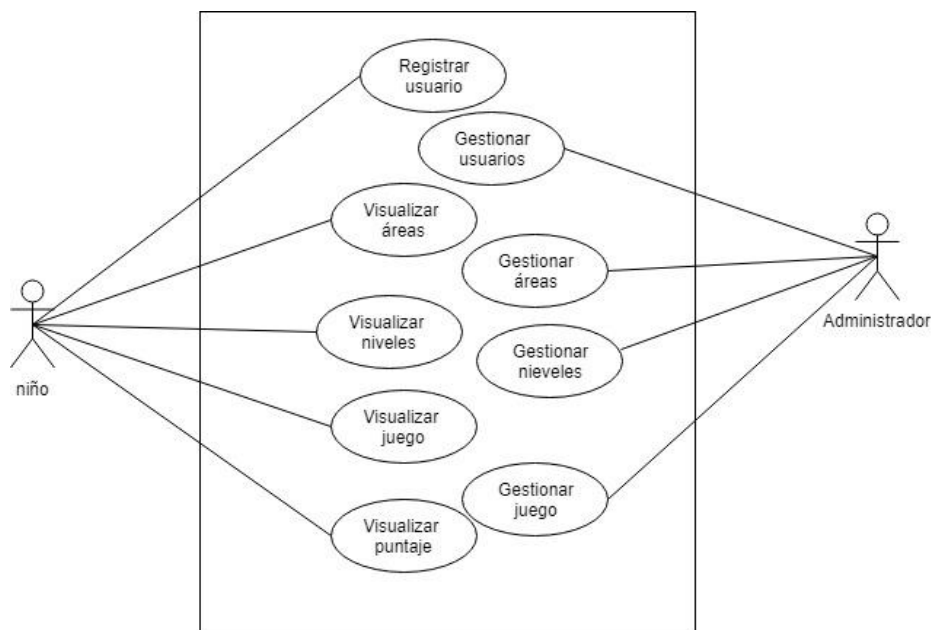 Registrar
usuario
Gestionar
usuarios
Visualizar
áreas
Gestionar
áreas
Administrador
Visualizar
niveles
Gestionar
nieveles
niño
Visualizar
juego
Gestionar
juego
Visualizar
puntaje